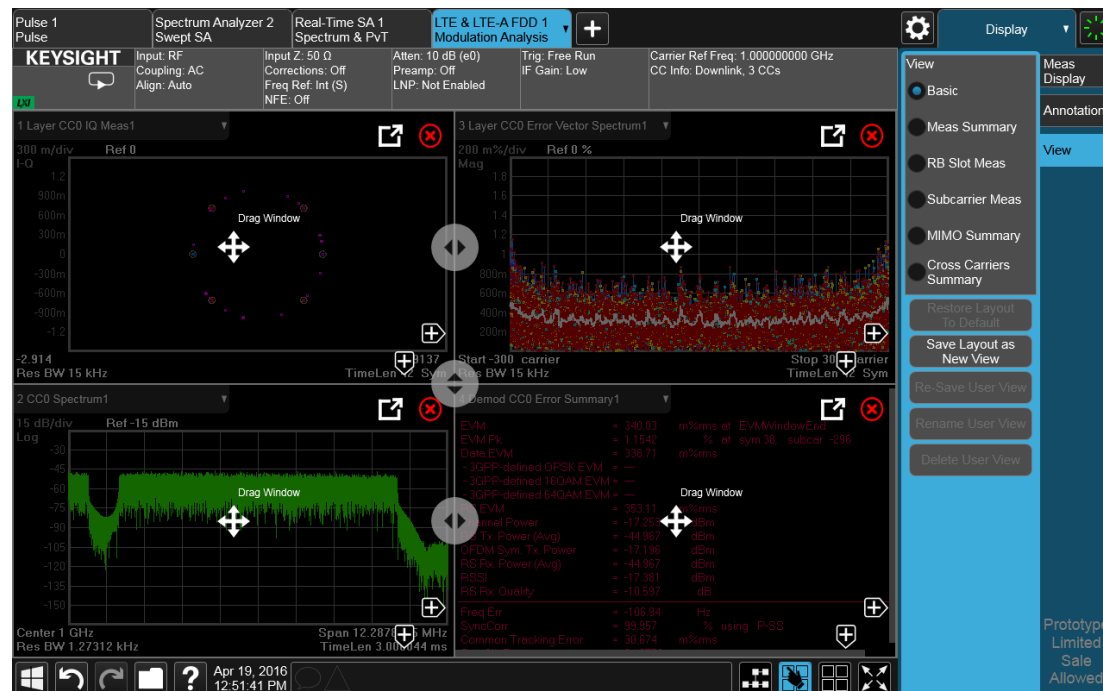 Pulse 1
Pulse
Spectrum Analyzer 2
Swept SA
Real-Time SA 1
Spectrum & PvT
LTE & LTE-A FDD 1
Modulation Analysis
Display
KEYSIGHT
LXI
Input: RF
Coupling: AC
Align: Auto
Input Z: 50 Ω
Corrections: Off
Freq Ref: Int (S)
NFE: Off
Atten: 10 dB (e0)
Preamp: Off
LNP: Not Enabled
Trig: Free Run
IF Gain: Low
Carrier Ref Freq: 1.000000000 GHz
CC Info: Downlink, 3 CCs
1 Layer CC0 IQ Meas1
300 m/div Ref 0
I-Q
1.2
900m
600m
300m
0
-300m
-600m
-900m
-1.2
Drag Window
-2.914
Res BW 15 kHz
TimeLen Sym
3 Layer CC0 Error Vector Spectrum1
200 m%/div Ref 0 %
Mag
1.8
1.6
1.4
1.2
1
800m
600m
400m
200m
Drag Window
Start -300 carrier
Res BW 15 kHz
TimeLen Sym
2 CC0 Spectrum1
15 dB/div Ref -15 dBm
Log
-30
-45
-60
-75
-90
-105
-120
-135
-150
Drag Window
Center 1 GHz
Res BW 1.27312 kHz
MHz
ms
Demod CC0 Error Summary1
EVM = 340.03 m%rms at EVMWindowEnd
EVM Pk = 1.1542 % at sym 38, subcar -296
Data EVM = 338.71 m%rms
- 3GPP-defined QPSK EVM = —
- 3GPP-defined 16QAM EVM = —
- 3GPP-defined 64QAM EVM = —
EVM = 353.11 m%rms
Power = -17.253 dBm
Tx. Power (Avg) = -44.967 dBm
OFDM Sym. Tx. Power = -17.196 dBm
RS Rx. Power (Avg) = -44.967 dBm
RSSI = -17.381 dBm
RS Rx. Quality = -10.597 dB
Freq Err = -106.94 Hz
SyncCorr = 99.957 % using P-SS
Common Tracking Error = 30.674 m%rms
Drag Window
View
Basic
Meas Summary
RB Slot Meas
Subcarrier Meas
MIMO Summary
Cross Carriers
Summary
Restore Layout
To Default
Save Layout as
New View
Re-Save User View
Rename User View
Delete User View
Meas
Display
Annotation
View
Prototype
Limited
Sale
Allowed
Apr 19, 2016
12:51:41 PM